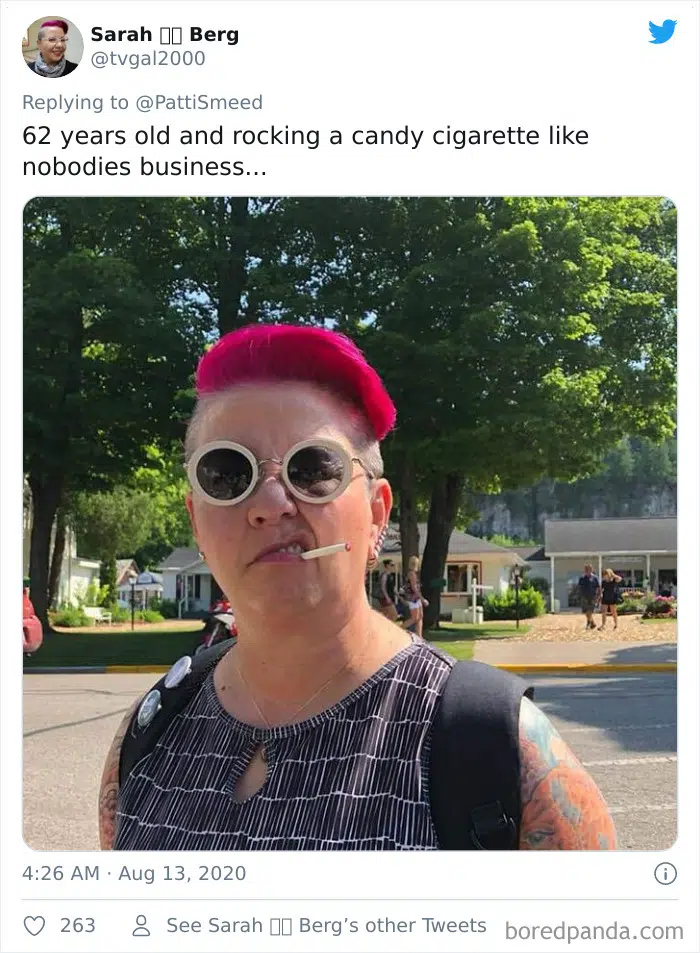 Sarah ▯▯ Berg
@tvgal2000
Replying to @PattiSmeed
62 years old and rocking a candy cigarette like
nobodies business...
4:26 AM · Aug 13, 2020
263
See Sarah ▯▯ Berg’s other Tweets
boredpanda.com